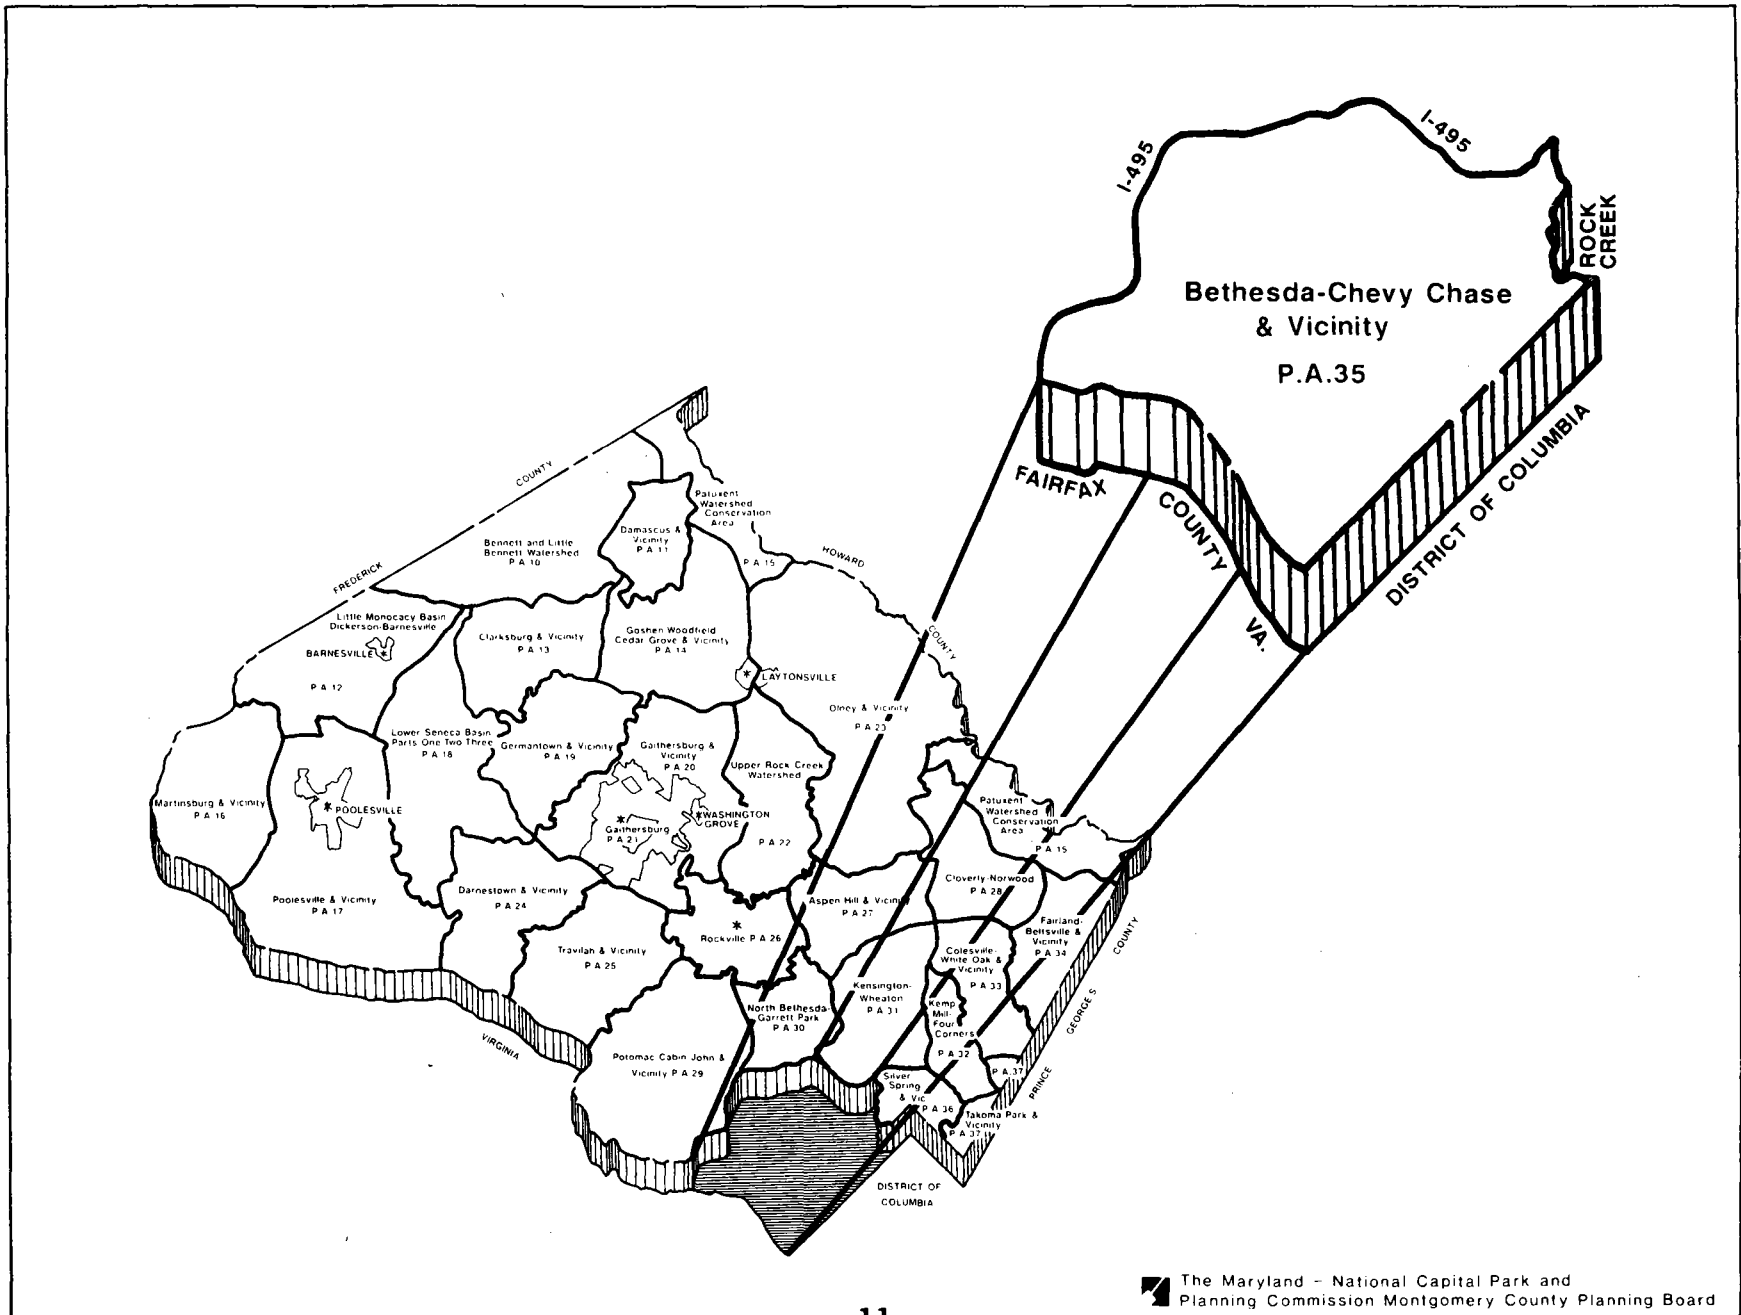 I-495
I-495
ROCK
CREEK
Bethesda-Chevy Chase
& Vicinity
P.A.35
FAIRFAX
COUNTY
VA.
DISTRICT OF COLUMBIA
COUNTY
FREDERICK
Patuxent
Watershed
Conservation
Area
P A 15
HOWARD
COUNTY
Damascus &
Vicinity
P A 11
Bennett and Little
Bennett Watershed
P A 10
Little Monocacy Basin
Dickerson-Barnesville
BARNESVILLE
P A 12
Clarksburg & Vicinity
P A 13
Goshen Woodfield
Cedar Grove & Vicinity
P A 14
LAYTONSVILLE
Olney & Vicinity
P A 23
Lower Seneca Basin
Parts One Two Three
P A 18
Germantown & Vicinity
P A 19
Gaithersburg &
Vicinity
P A 20
Upper Rock Creek
Watershed
P A 22
Martinsburg & Vicinity
P A 16
POOLESVILLE
Gaithersburg
P A 21
WASHINGTON
GROVE
Patuxent
Watershed
Conservation
Area
P A 15
Poolesville & Vicinity
P A 17
Darnestown & Vicinity
P A 24
Aspen Hill & Vicinity
P A 27
Cloverly-Norwood
P A 28
Travilah & Vicinity
P A 25
Rockville P A 26
Fairland-
Beltsville &
Vicinity
P A 34
Colesville-
White Oak &
Vicinity
P A 33
COUNTY
GEORGE S
PRINCE
Kensington-
Wheaton
P A 31
Kemp
Mill-
Four
Corners
P A 32
North Bethesda-
Garrett Park
P A 30
VIRGINIA
Potomac Cabin John &
Vicinity P A 29
Silver
Spring
& Vic
P A 36
P A 37
Takoma Park &
Vicinity
P A 37
DISTRICT OF
COLUMBIA
The Maryland - National Capital Park and
Planning Commission Montgomery County Planning Board
11